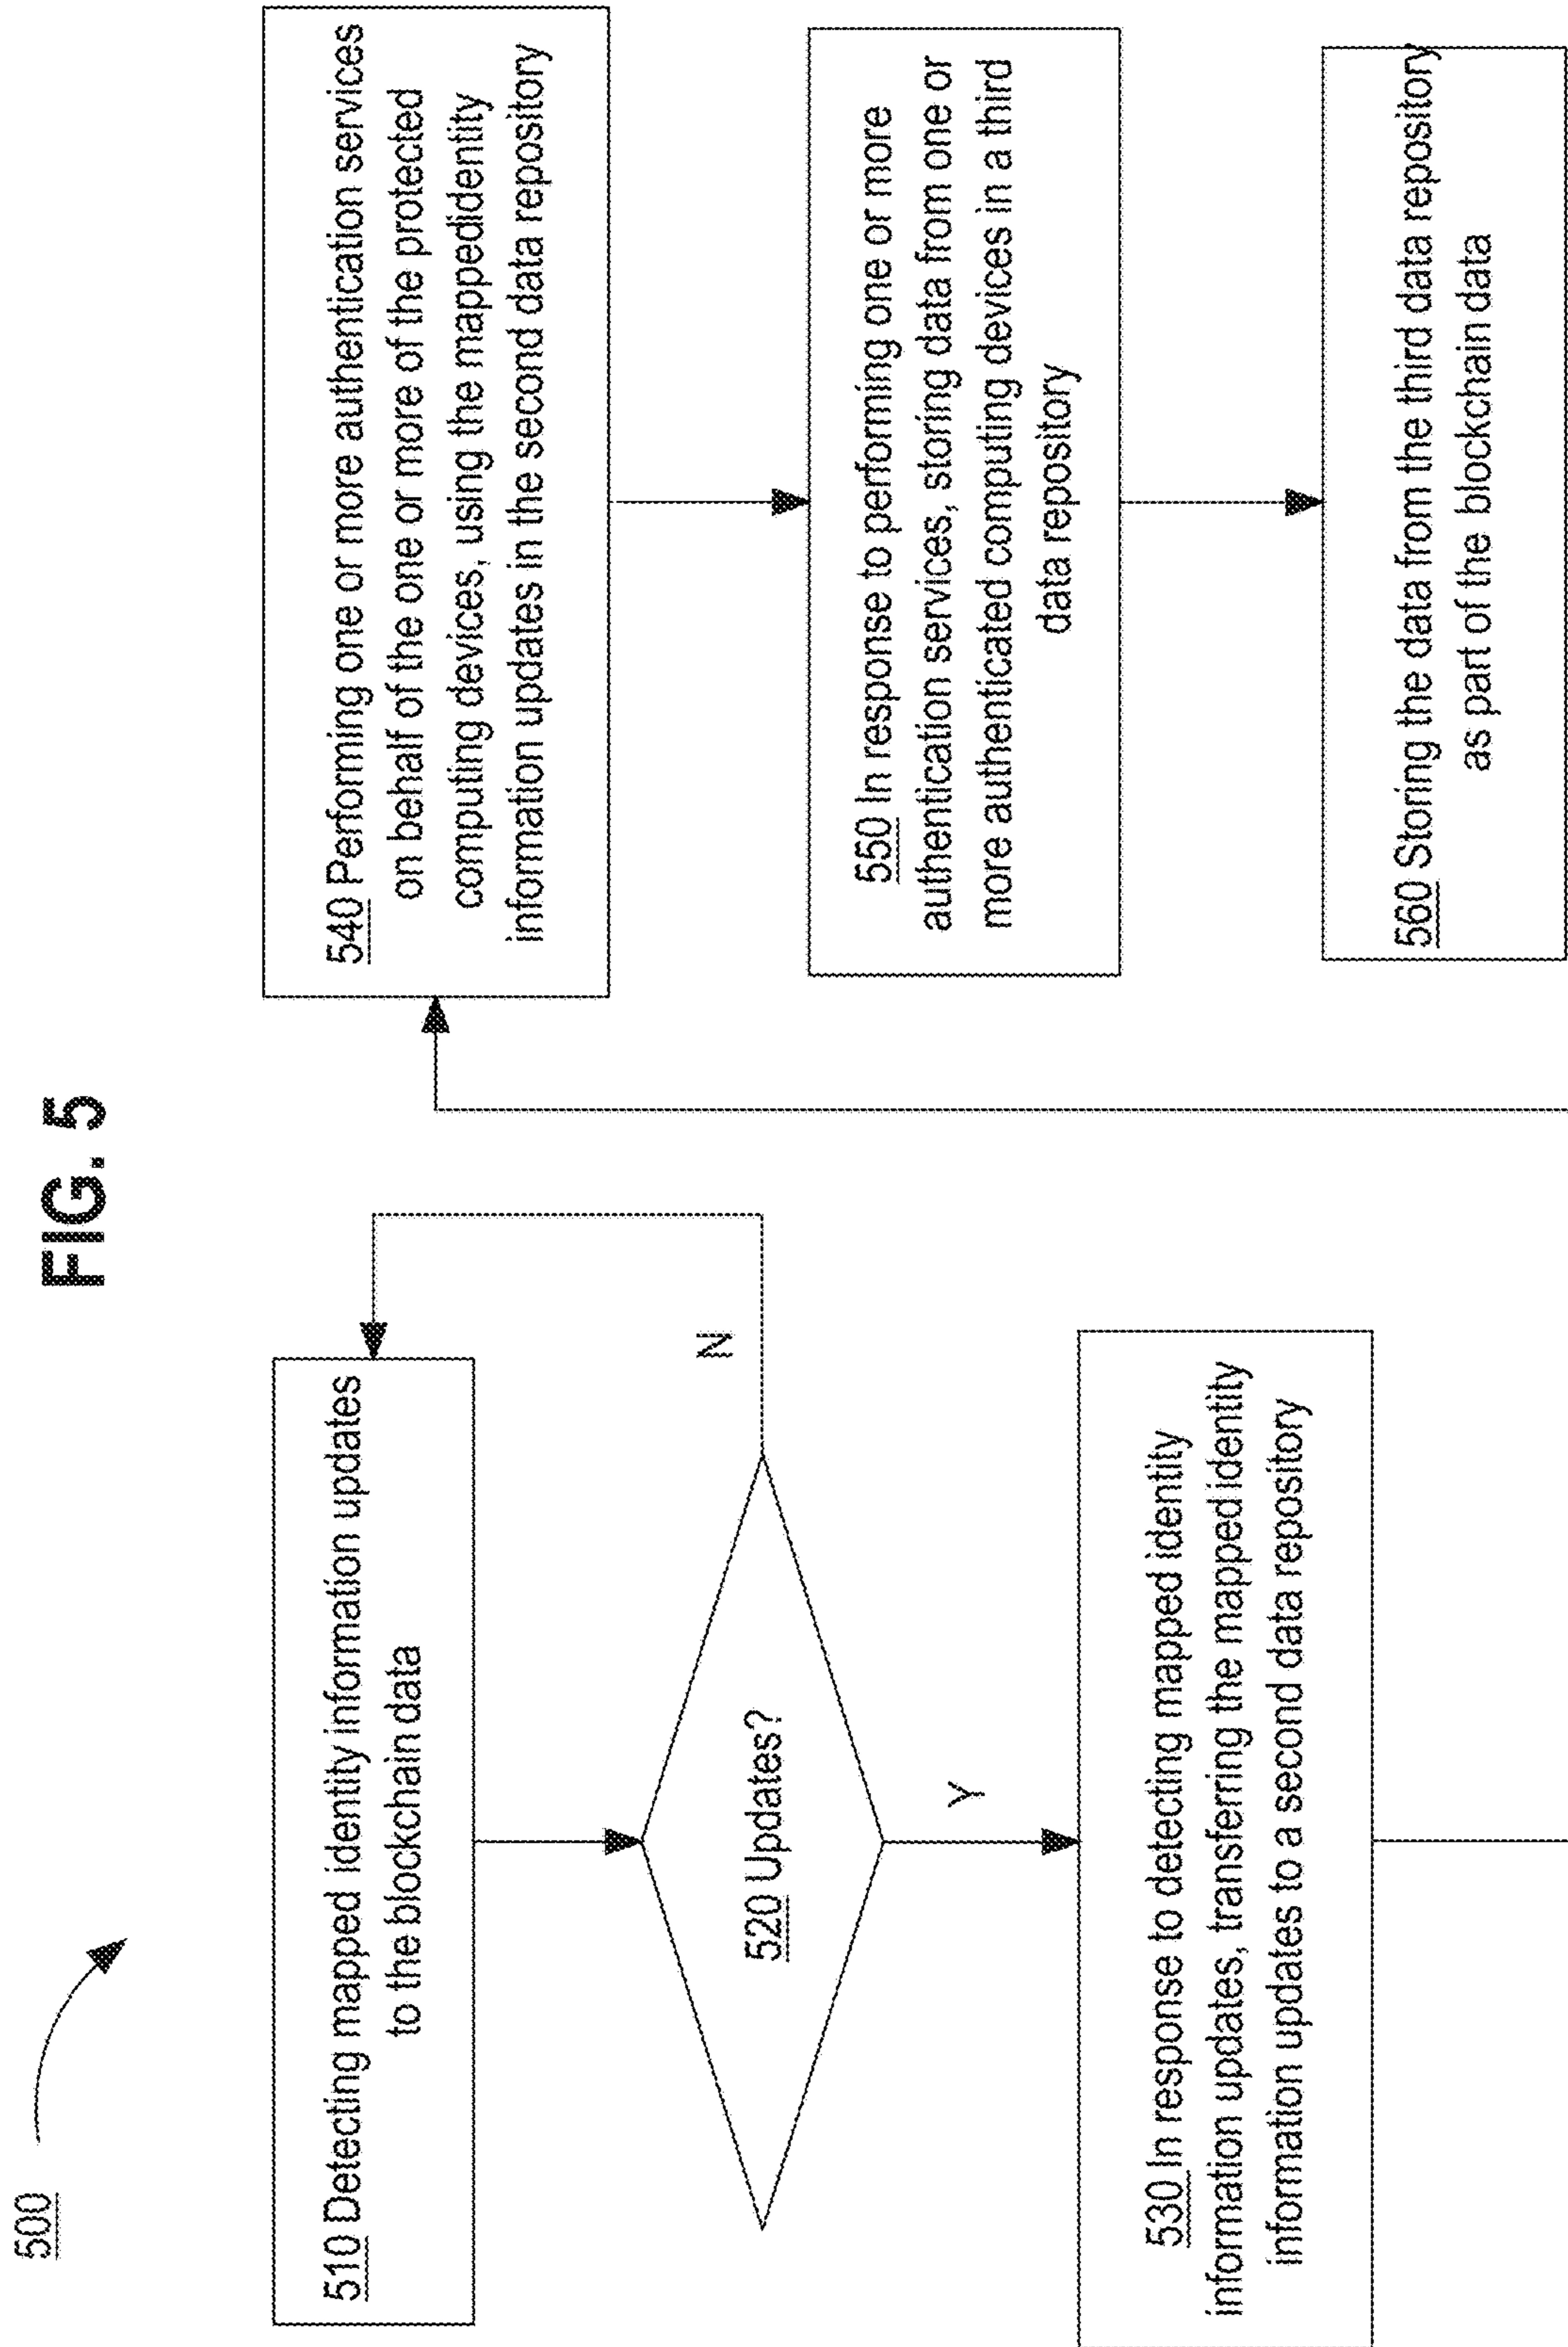 FIG. 5
500
510 Detecting mapped identity information updates
to the blockchain data
520 Updates?
N
Y
530 In response to detecting mapped identity
information updates, transferring the mapped identity
information updates to a second data repository
540 Performing one or more authentication services
on behalf of the one or more of the protected
computing devices, using the mappedidentity
information updates in the second data repository
550 In response to performing one or more
authentication services, storing data from one or
more authenticated computing devices in a third
data repository
560 Storing the data from the third data repository
as part of the blockchain data